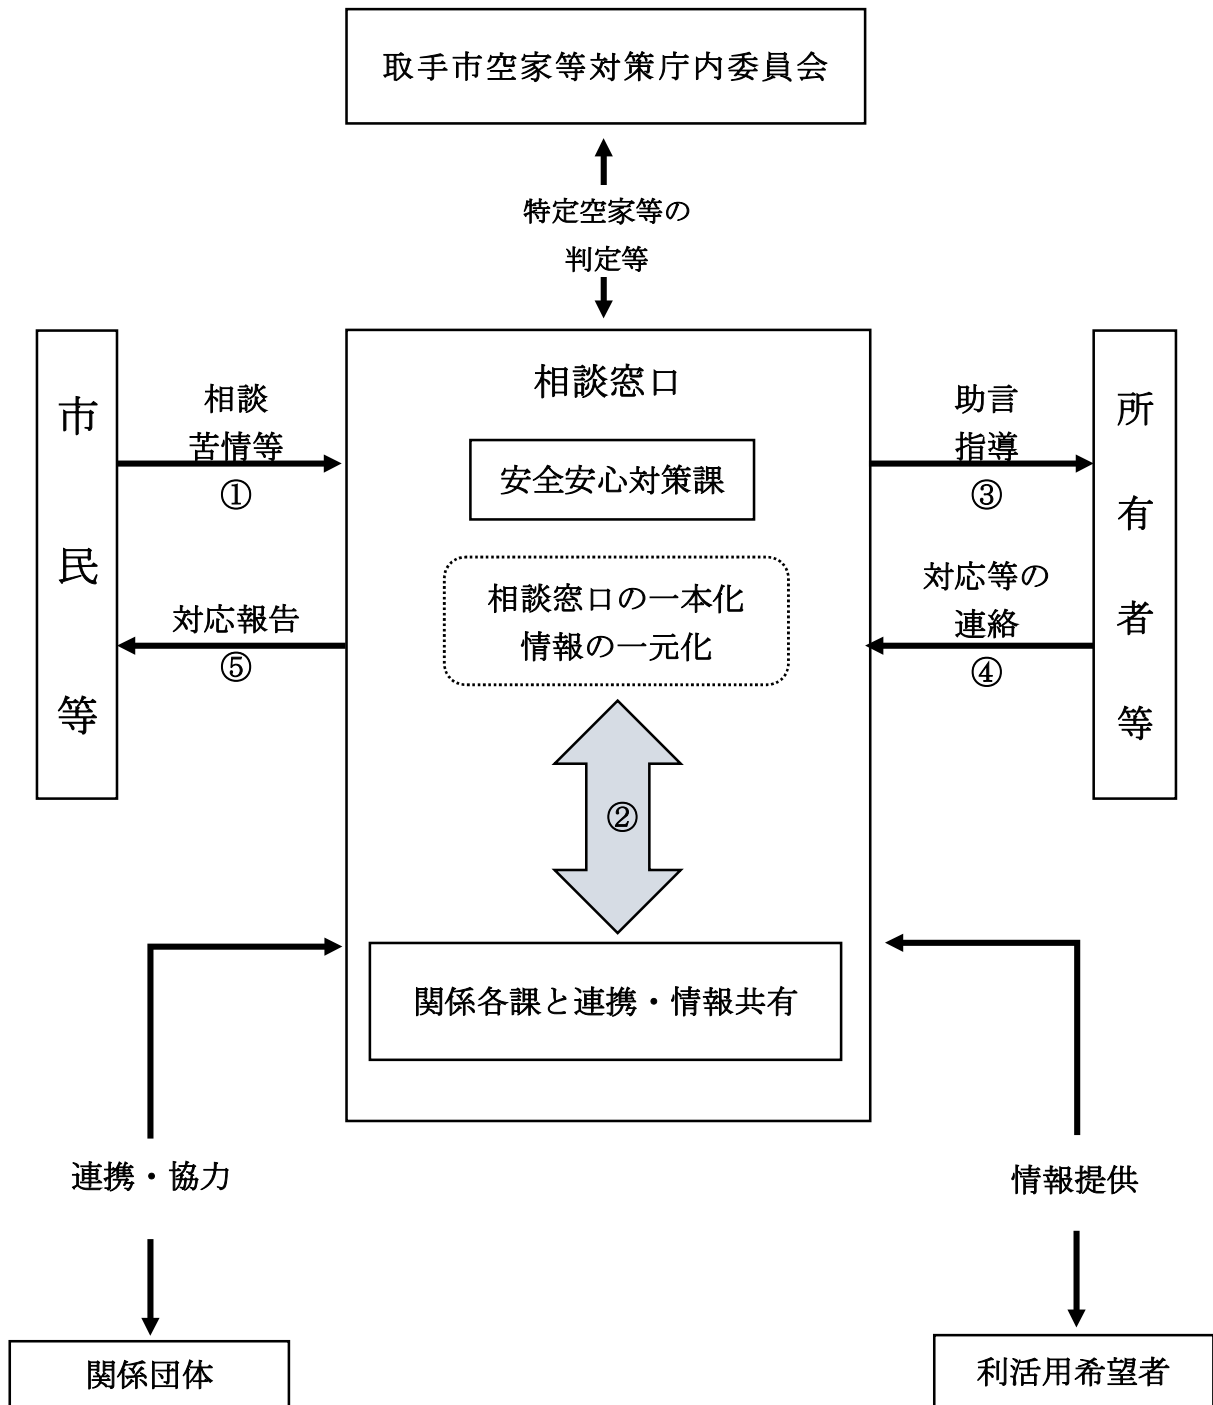 取手市空家等対策庁内委員会
特定空家等の
判定等
市民等
相談
苦情等
①
対応報告
⑤
相談窓口
安全安心対策課
相談窓口の一本化
情報の一元化
②
関係各課と連携・情報共有
助言
指導
③
対応等の
連絡
④
所有者等
連携・協力
情報提供
関係団体
利活用希望者